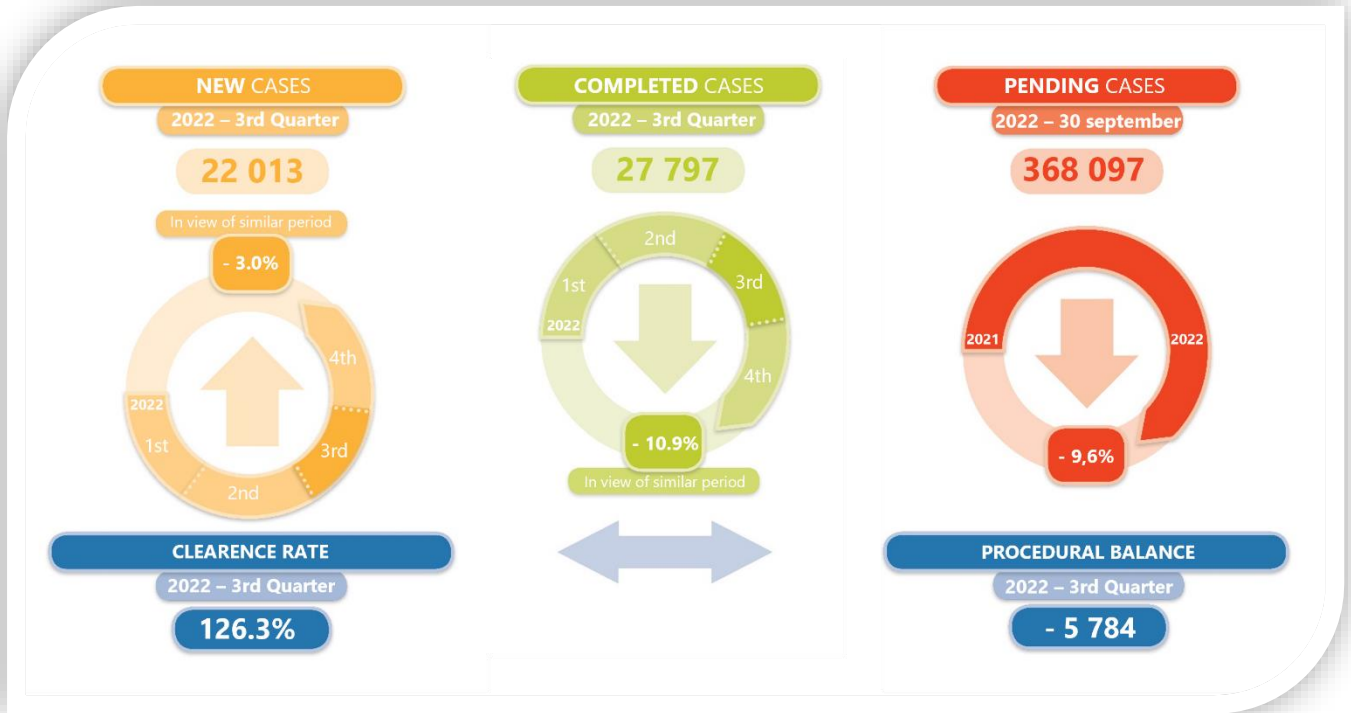 NEW CASES
2022 – 3rd Quarter
22 013
In view of similar period
- 3.0%
2022
1st
2nd
3rd
4th
CLEARENCE RATE
2022 – 3rd Quarter
126.3%
COMPLETED CASES
2022 – 3rd Quarter
27 797
2022
1st
2nd
3rd
4th
- 10.9%
In view of similar period
PENDING CASES
2022 – 30 september
368 097
2021
2022
- 9,6%
PROCEDURAL BALANCE
2022 – 3rd Quarter
- 5 784